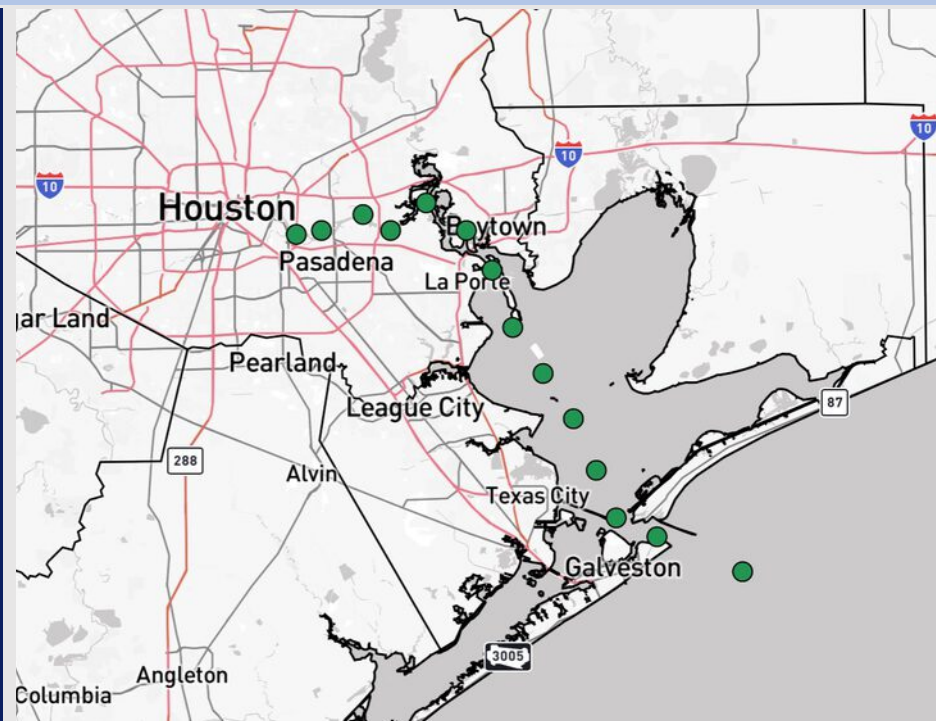 10
10
10
Houston
Baytown
Pasadena
La Porte
gar Land
Pearland
League City
87
288
Alvin
Texas City
Galveston
3005
Angleton
Columbia